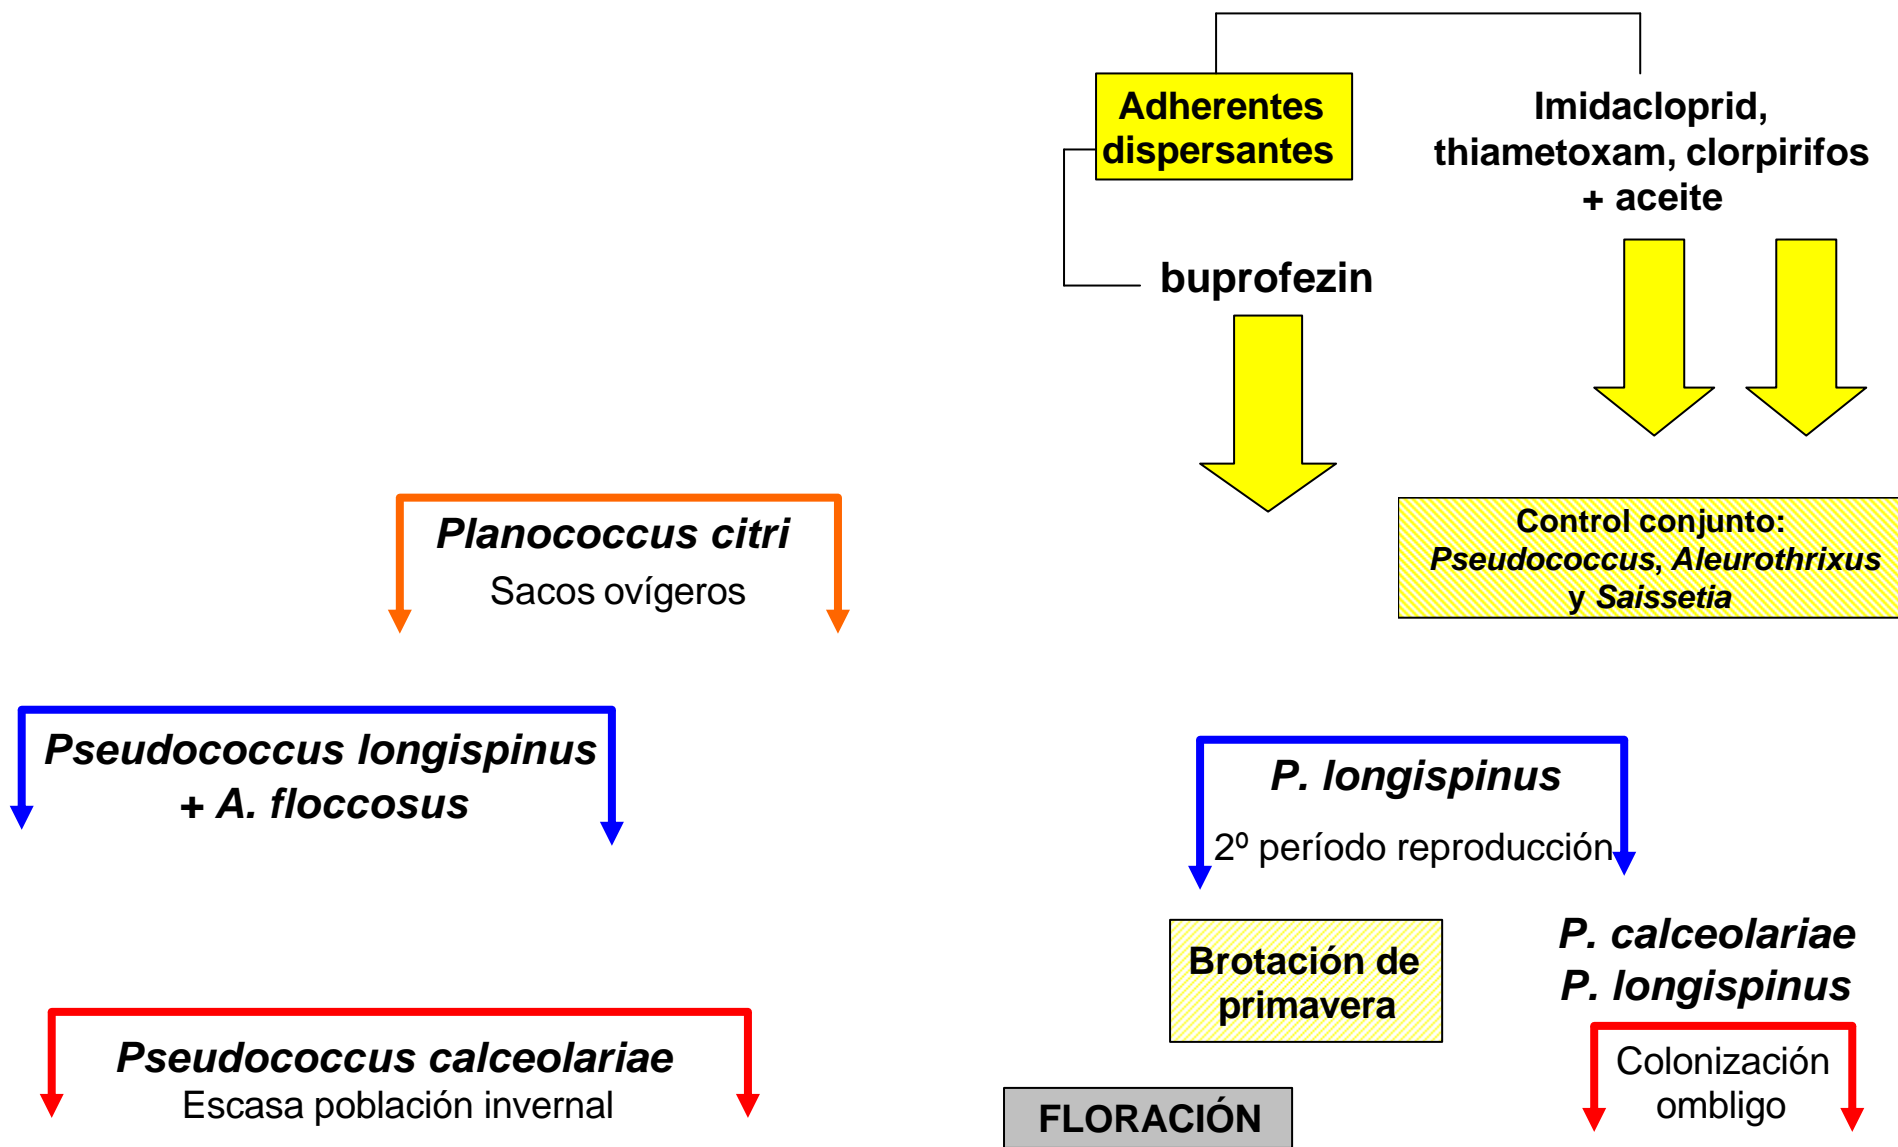 Adherentes
dispersantes
Imidacloprid,
thiametoxam, clorpirifos
+ aceite
buprofezin
Planococcus citri
Sacos ovígeros
Control conjunto:
Pseudococcus, Aleurothrixus
y Saissetia
Pseudococcus longispinus
+ A. floccosus
P. longispinus
2º período reproducción
Brotación de
primavera
P. calceolariae
P. longispinus
Pseudococcus calceolariae
Escasa población invernal
Colonización
ombligo
FLORACIÓN